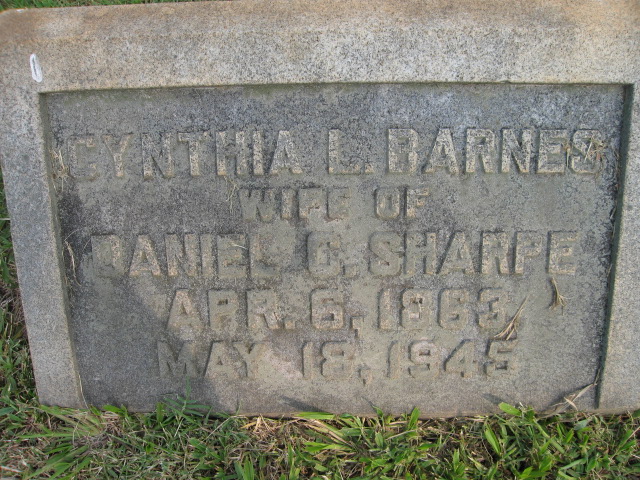 CYNTHIA L. BARNES
WIFE OF
DANIEL C. SHARPE
APR. 6, 1863
MAY 18, 1945